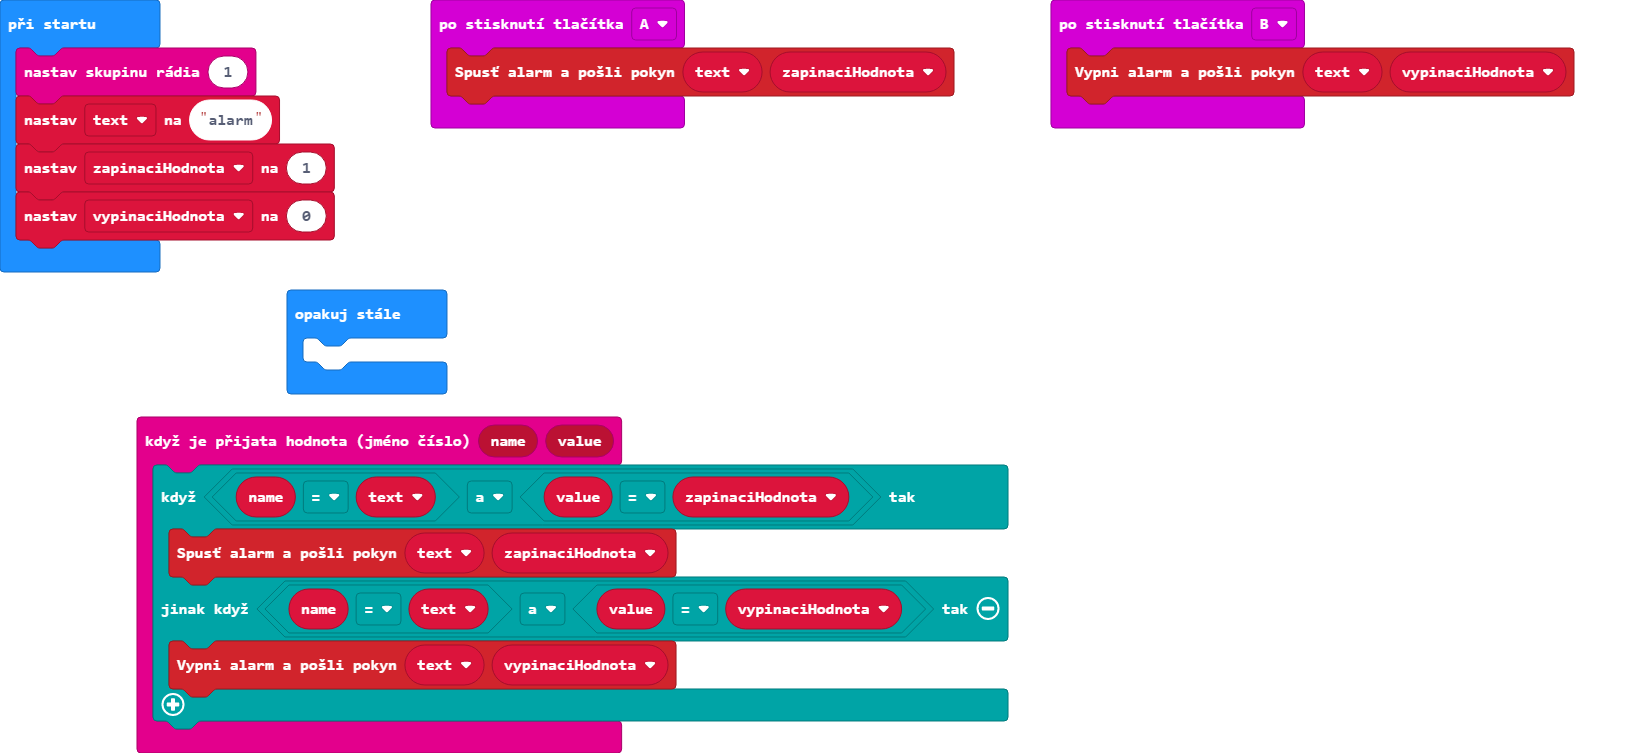 při startu
nastav skupinu rádia 1
nastav text na "alarm"
nastav zapinaciHodnota na 1
nastav vypinaciHodnota na 0
po stisknutí tlačítka A
Spusť alarm a pošli pokyn text zapinaciHodnota
po stisknutí tlačítka B
Vypni alarm a pošli pokyn text vypinaciHodnota
opakuj stále
když je přijata hodnota (jméno číslo) name value
když name = text a value = zapinaciHodnota tak
Spusť alarm a pošli pokyn text zapinaciHodnota
jinak když name = text a value = vypinaciHodnota tak
Vypni alarm a pošli pokyn text vypinaciHodnota